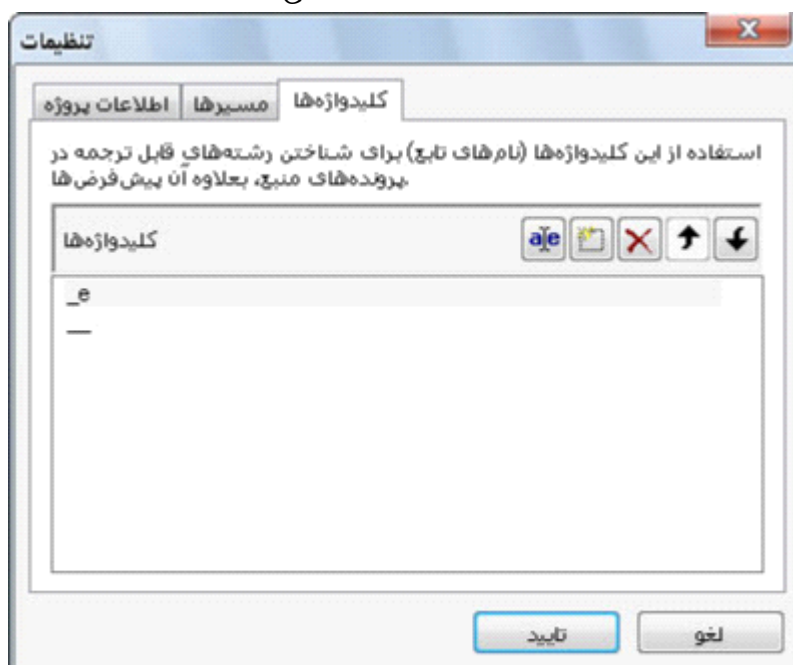 تنظیمات
اطلاعات پروژه
مسیرها
کلیدواژه‌ها
استفاده از این کلیدواژه‌ها (نام‌های تابع) برای شناختن رشته‌های قابل ترجمه در
پرونده‌های منبع، بعلاوه آن پیش‌فرض‌ها.
کلیدواژه‌ها
_e
__
تایید
لغو